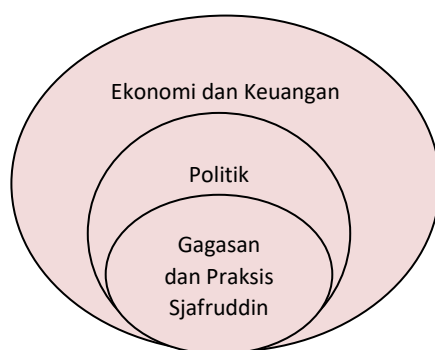 Ekonomi dan Keuangan
Politik
Gagasan
dan Praksis
Sjafruddin